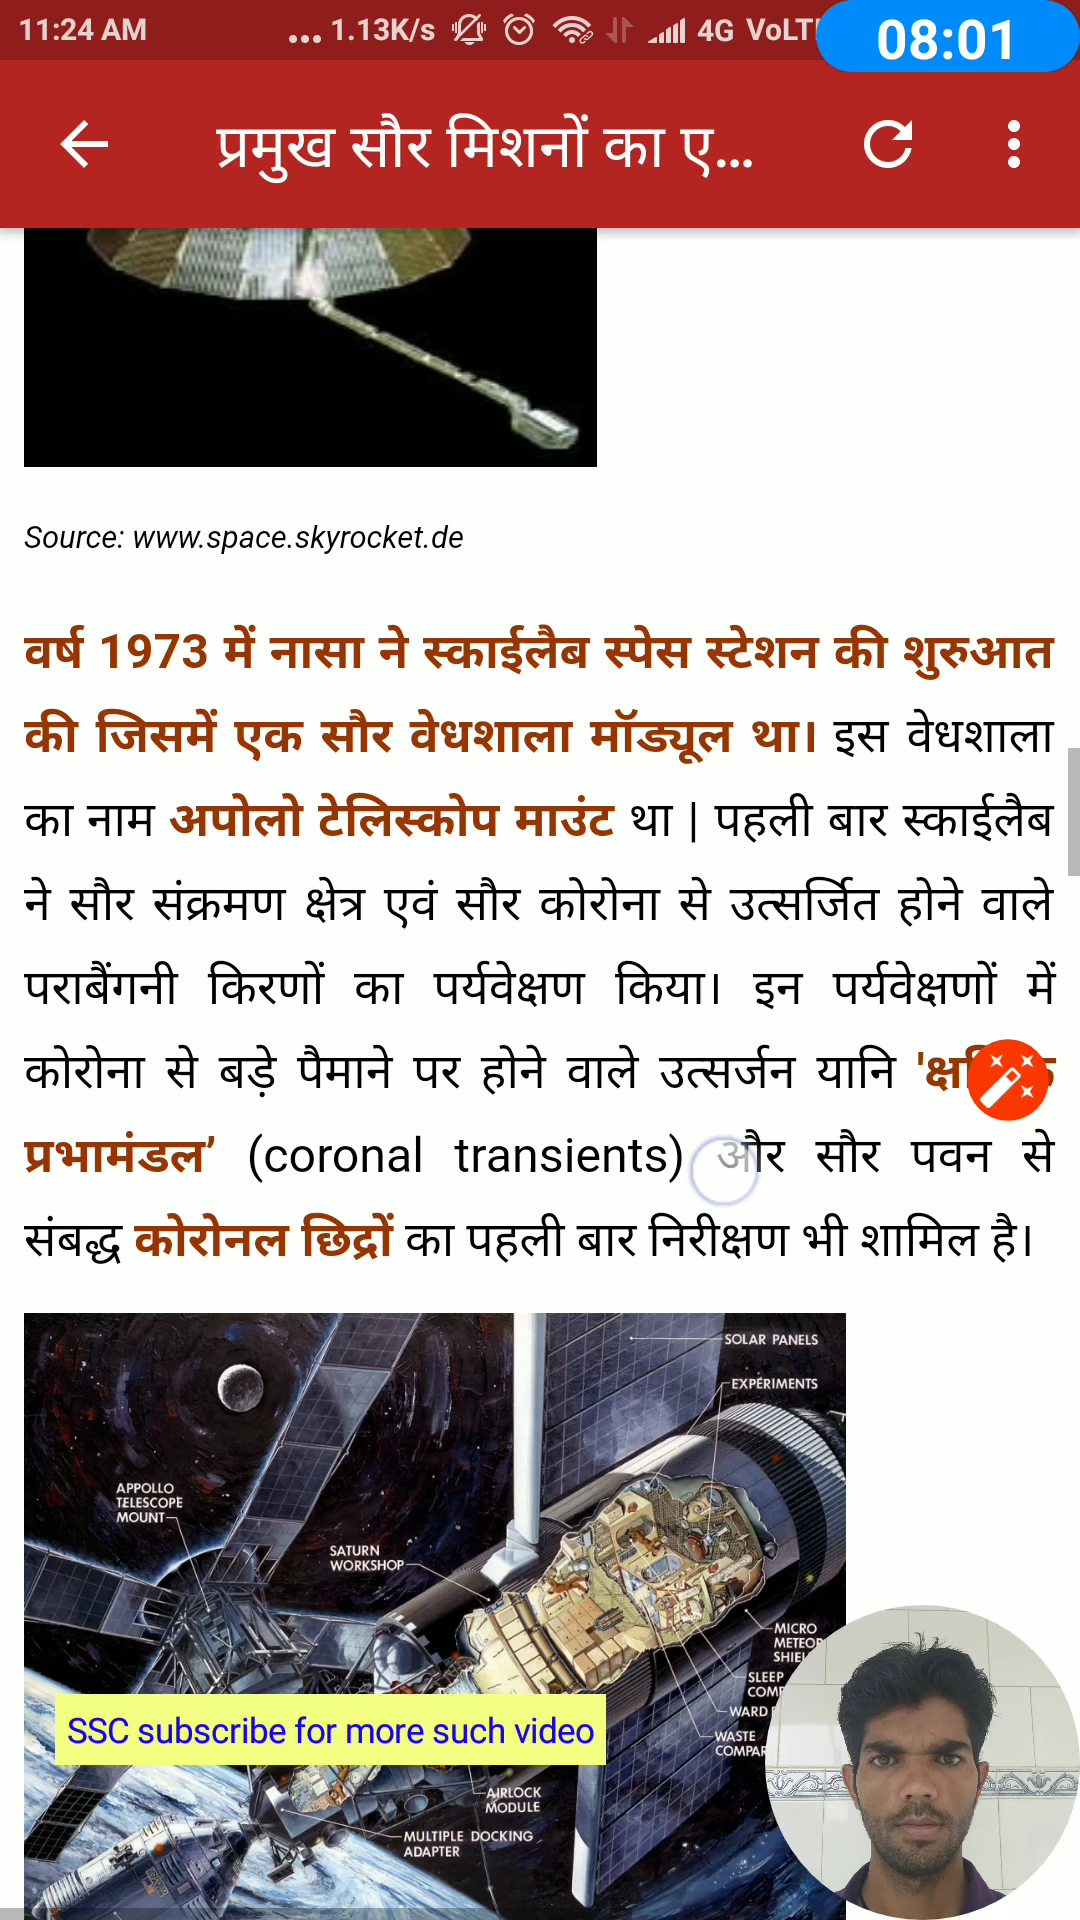 11:24 AM
... 1.13K/s
4G VoLT
08:01
प्रमुख सौर मिशनों का ए...
Source: www.space.skyrocket.de
वर्ष 1973 में नासा ने स्काईलैब स्पेस स्टेशन की शुरुआत
की जिसमें एक सौर वेधशाला मॉड्यूल था। इस वेधशाला
का नाम अपोलो टेलिस्कोप माउंट था | पहली बार स्काईलैब
ने सौर संक्रमण क्षेत्र एवं सौर कोरोना से उत्सर्जित होने वाले
पराबैंगनी किरणों का पर्यवेक्षण किया। इन पर्यवेक्षणों में
कोरोना से बड़े पैमाने पर होने वाले उत्सर्जन यानि
प्रभामंडल’ (coronal transients) और सौर पवन से
संबद्ध कोरोनल छिद्रों का पहली बार निरीक्षण भी शामिल है।
SOLAR PANELS
EXPERIMENTS
APPOLLO
TELESCOPE
MOUNT
SATURN
WORKSHOP
MICRO
SLEEP
WARD
WASTE
SSC subscribe for more such video
AIRLOCK
MODULE
MULTIPLE DOCKING
ADAPTER